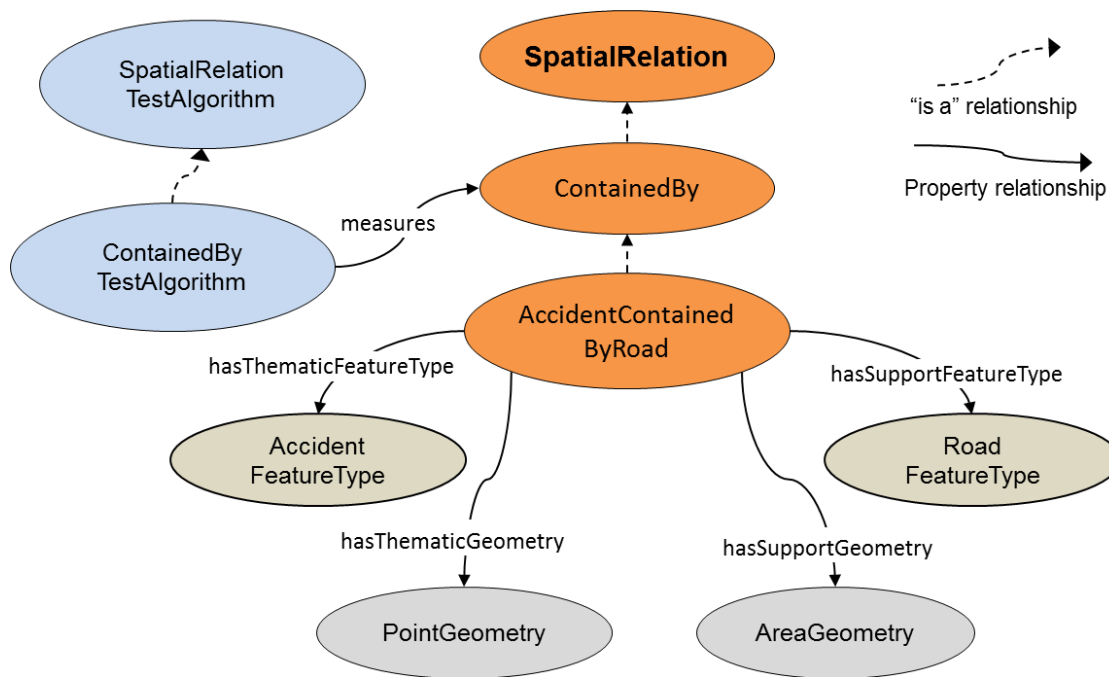 SpatialRelation
TestAlgorithm
SpatialRelation
“is a” relationship
ContainedBy
Property relationship
measures
ContainedBy
TestAlgorithm
AccidentContained
ByRoad
hasThematicFeatureType
hasSupportFeatureType
Accident
FeatureType
Road
FeatureType
hasThematicGeometry
hasSupportGeometry
PointGeometry
AreaGeometry